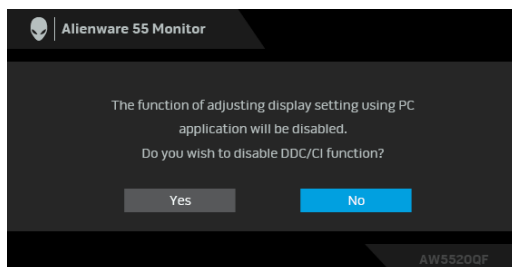 Alienware 55 Monitor
The function of adjusting display setting using PC
application will be disabled.
Do you wish to disable DDC/CI function?
Yes No
AW5520QF